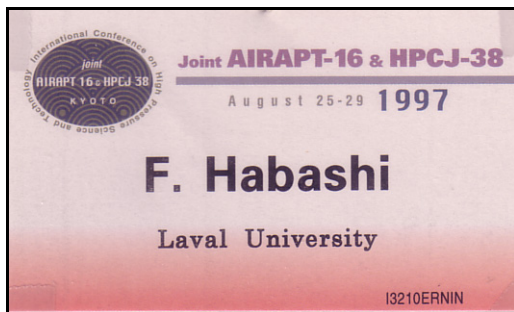 International Conference on High Pressure Science and Technology
Joint
AIRAPT 16 & HPCJ 38
KYOTO
Joint AIRAPT-16 & HPCJ-38
August 25-29 1997
F. Habashi
Laval University
I3210ERNIN